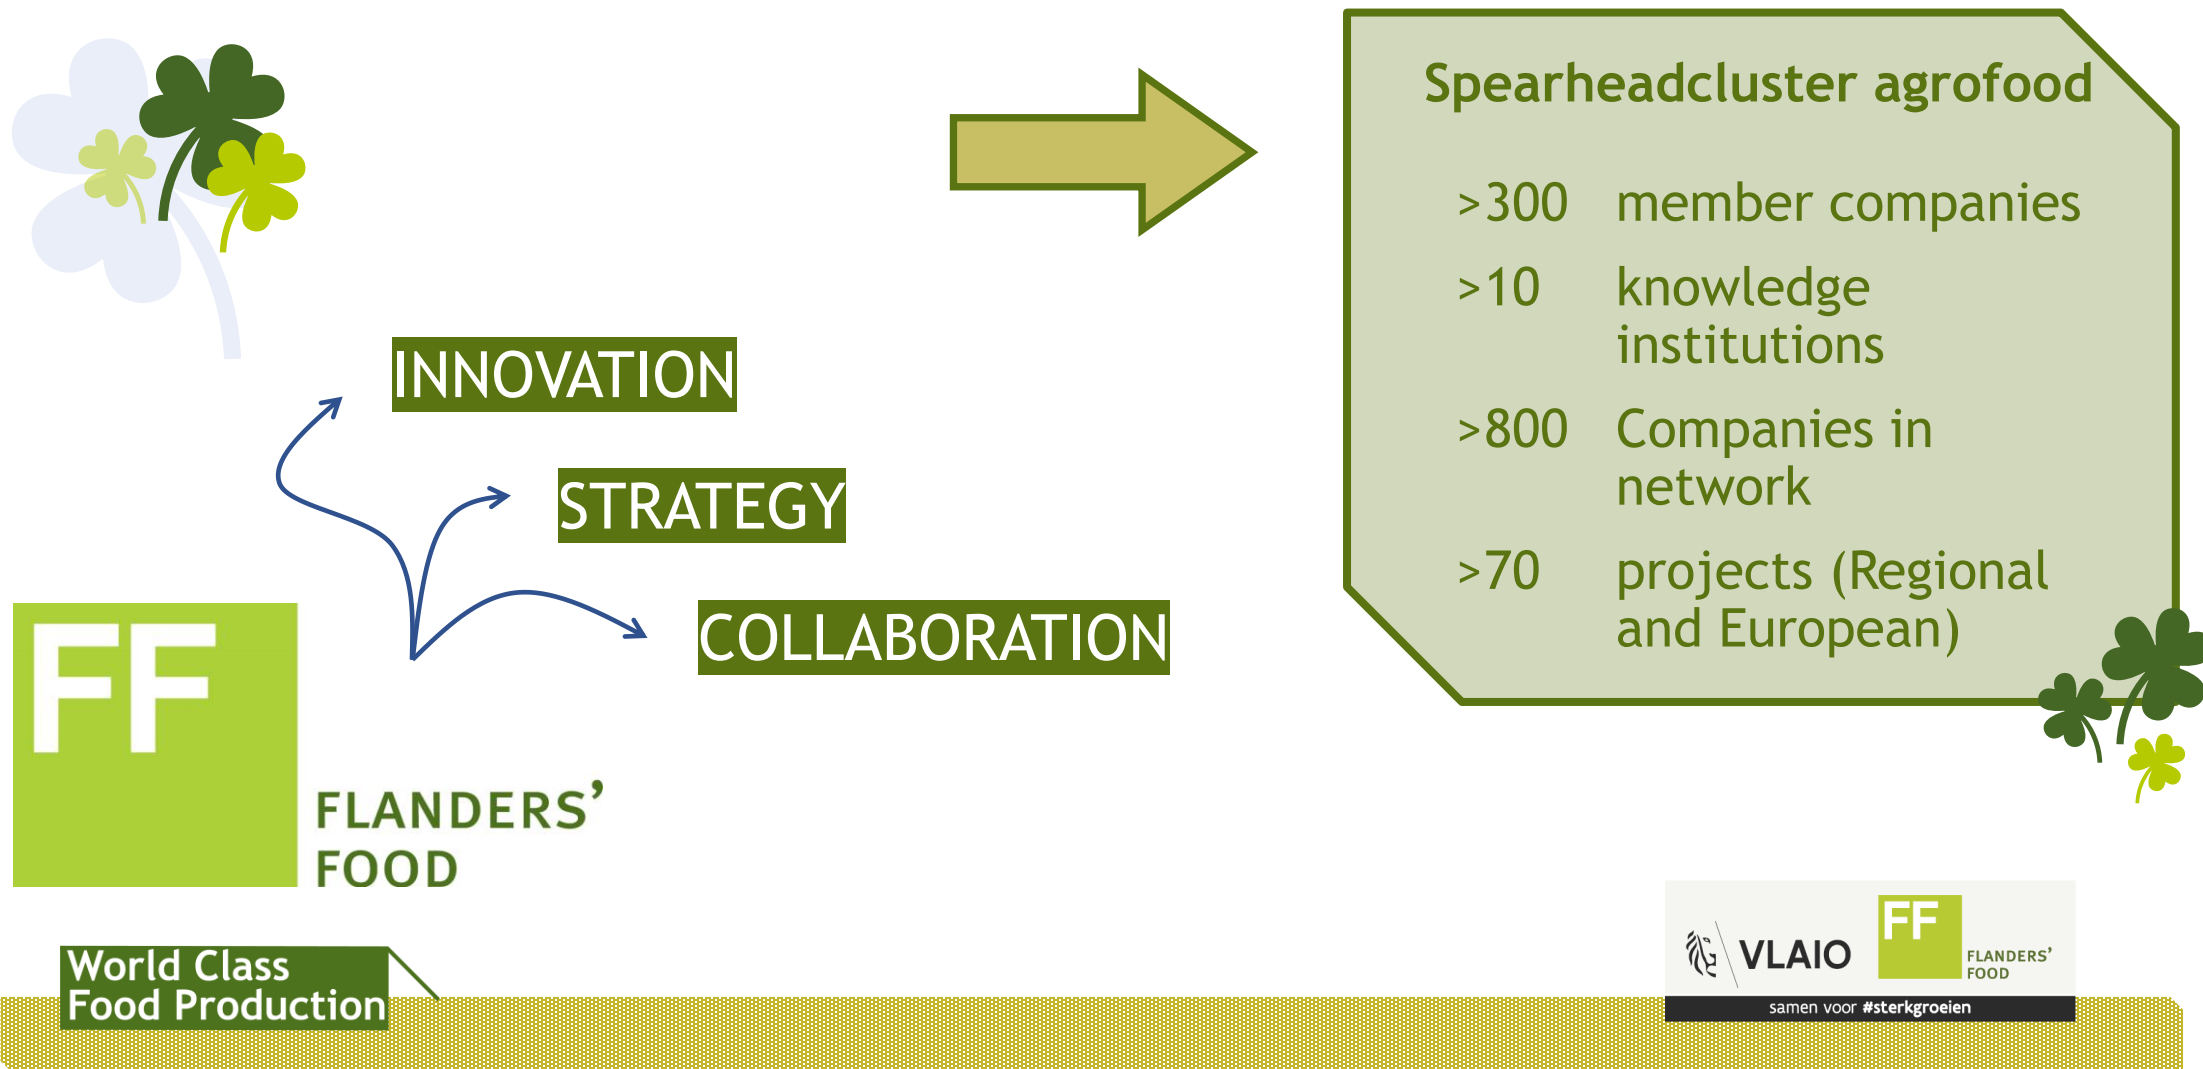 Spearheadcluster agrofood
>300 member companies
>10 knowledge
institutions
>800 Companies in
network
>70 projects (Regional
and European)
INNOVATION
STRATEGY
COLLABORATION
FF
FLANDERS’
FOOD
World Class
Food Production
VLAIO
FF
FLANDERS’
FOOD
samen voor #sterkgroeien